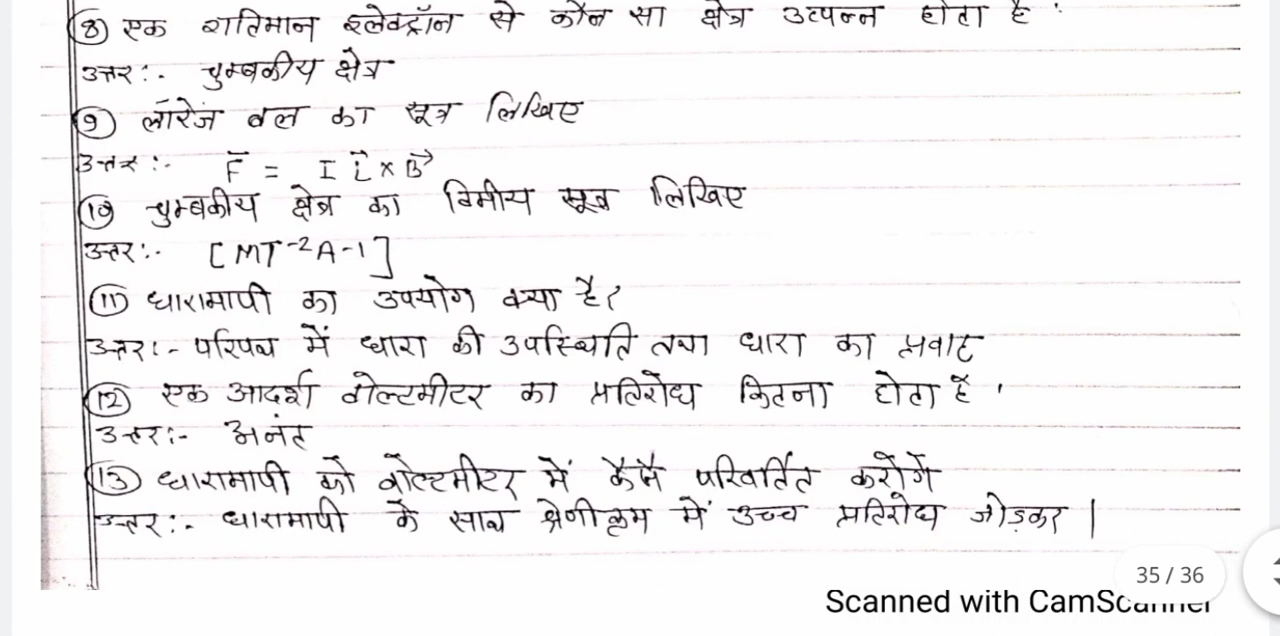 ⑧ एक गतिमान इलेक्ट्रॉन से कौन सा क्षेत्र उत्पन्न होता है ?
उत्तर:- चुम्बकीय क्षेत्र
⑨ लॉरेंज बल का सूत्र लिखिए
उत्तर:- F⃗ = I L⃗ × B⃗
⑩ चुम्बकीय क्षेत्र का विमीय सूत्र लिखिए
उत्तर:- [MT⁻²A-1]
⑪ धारामापी का उपयोग क्या है?
उत्तर:- परिपथ में धारा की उपस्थिति तथा धारा का प्रवाह
⑫ एक आदर्श वोल्टमीटर का प्रतिरोध कितना होता है ,
उत्तर:- अनंत
⑬ धारामापी को वोल्टमीटर में कैसे परिवर्तित करोगें
उत्तर:- धारामापी के साथ श्रेणीक्रम में उच्च प्रतिरोध जोड़कर |
35 / 36
Scanned with CamScanner